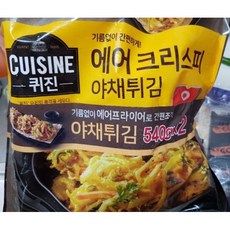 기름없이 간편하게!
CUISINE
퀴진
에어 크리스피
야채튀김
기름없이 에어프라이어로 간편조리
야채튀김 540g×2